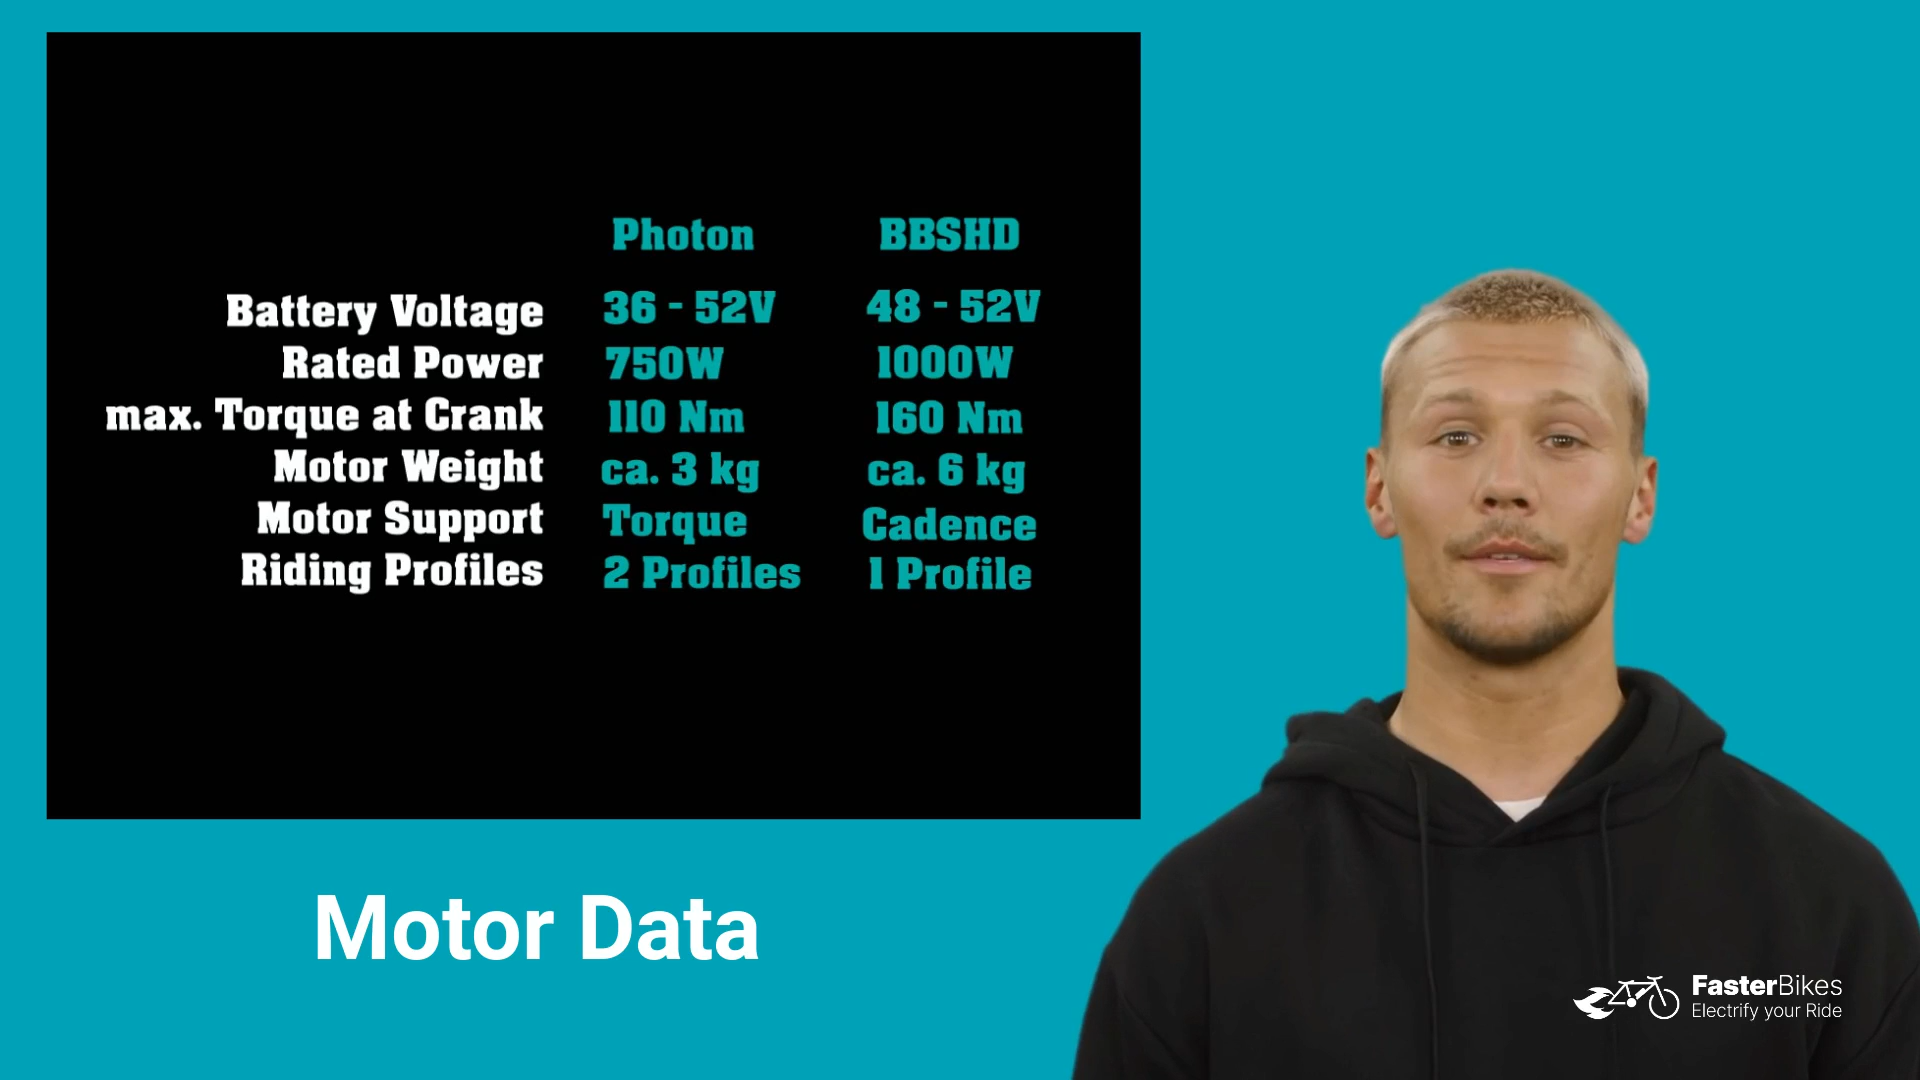 Photon BBSHD
Battery Voltage 36 - 52V 48 - 52V
Rated Power 750W 1000W
max. Torque at Crank 110 Nm 160 Nm
Motor Weight ca. 3 kg ca. 6 kg
Motor Support Torque Cadence
Riding Profiles 2 Profiles 1 Profile
Motor Data
FasterBikes
Electrify your Ride